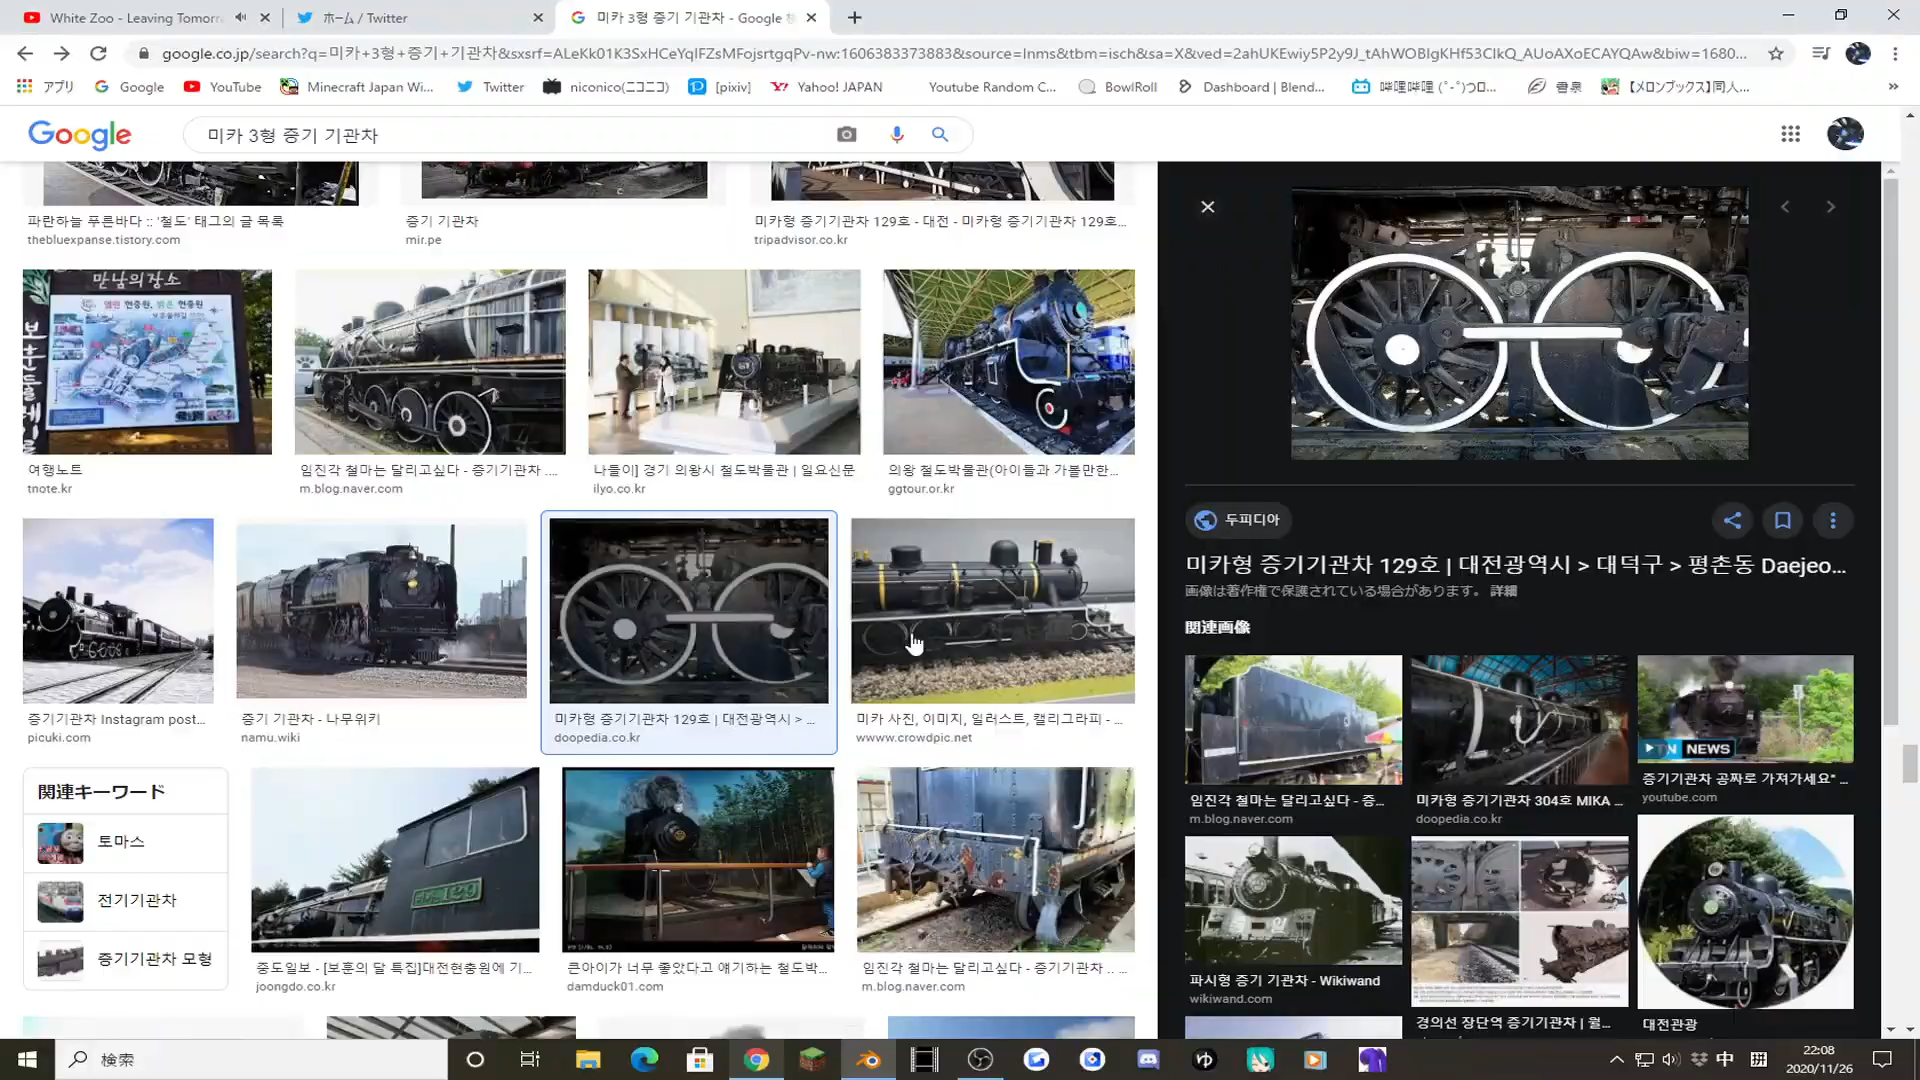 White Zoo - Leaving Tomorr
ホーム / Twitter
미카 3형 증기 기관차 - Google
google.co.jp/search?q=미카+3형+증기+기관차&sxsrf=ALeKk01K3SxHCeYqlFZsMFojsrtgqPv-nw:1606383373883&source=lnms&tbm=isch&sa=X&ved=2ahUKEwiy5P2y9J_tAhWOBIgKHf53ClkQ_AUoAXoECAYQAw&biw=1680...
アプリ
Google
YouTube
Minecraft Japan Wi...
Twitter
niconico(ニコニコ)
[pixiv]
Yahoo! JAPAN
Youtube Random C...
BowlRoll
Dashboard | Blend...
哔哩哔哩 (゜-゜)つロ...
書泉
【メロンブックス】同人...
Google
미카 3형 증기 기관차
파란하늘 푸른바다 :: '철도' 태그의 글 목록
thebluexpanse.tistory.com
증기 기관차
mir.pe
미카형 증기기관차 129호 - 대전 - 미카형 증기기관차 129호...
tripadvisor.co.kr
만남의장소
여행노트
tnote.kr
임진각 철마는 달리고싶다 - 증기기관차 ....
m.blog.naver.com
나들이] 경기 의왕시 철도박물관 | 일요신문
ilyo.co.kr
의왕 철도박물관(아이들과 가볼만한...
ggtour.or.kr
증기기관차 Instagram post...
picuki.com
증기 기관차 - 나무위키
namu.wiki
미카형 증기기관차 129호 | 대전광역시 > ...
doopedia.co.kr
미카 사진, 이미지, 일러스트, 캘리그라피 - ...
wwww.crowdpic.net
関連キーワード
토마스
전기기관차
증기기관차 모형
중도일보 - [보훈의 달 특집]대전현충원에 기...
joongdo.co.kr
큰아이가 너무 좋았다고 얘기하는 철도박...
damduck01.com
임진각 철마는 달리고싶다 - 증기기관차 .. ...
m.blog.naver.com
두피디아
미카형 증기기관차 129호 | 대전광역시 > 대덕구 > 평촌동 Daejeo...
画像は著作権で保護されている場合があります。 詳細
関連画像
임진각 철마는 달리고싶다 - 증...
m.blog.naver.com
미카형 증기기관차 304호 MIKA ...
doopedia.co.kr
YTN NEWS
증기기관차 공짜로 가져가세요" ...
youtube.com
파시형 증기 기관차 - Wikiwand
wikiwand.com
경의선 장단역 증기기관차 | 월...
대전관광
検索
中
拼
22:08
2020/11/26